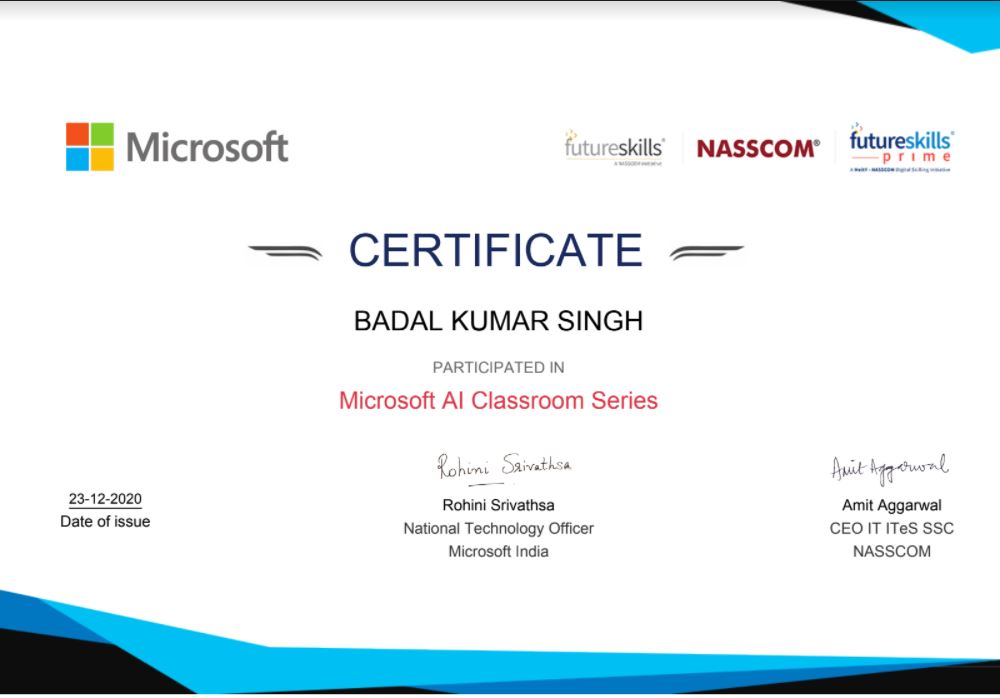 Microsoft
futureskills®
A NASSCOM Initiative
NASSCOM®
futureskills®
prime
A MeitY - NASSCOM Digital Skilling Initiative
CERTIFICATE
BADAL KUMAR SINGH
PARTICIPATED IN
Microsoft AI Classroom Series
Rohini Srivathsa
Amit Aggarwal
23-12-2020
Date of issue
Rohini Srivathsa
National Technology Officer
Microsoft India
Amit Aggarwal
CEO IT ITeS SSC
NASSCOM